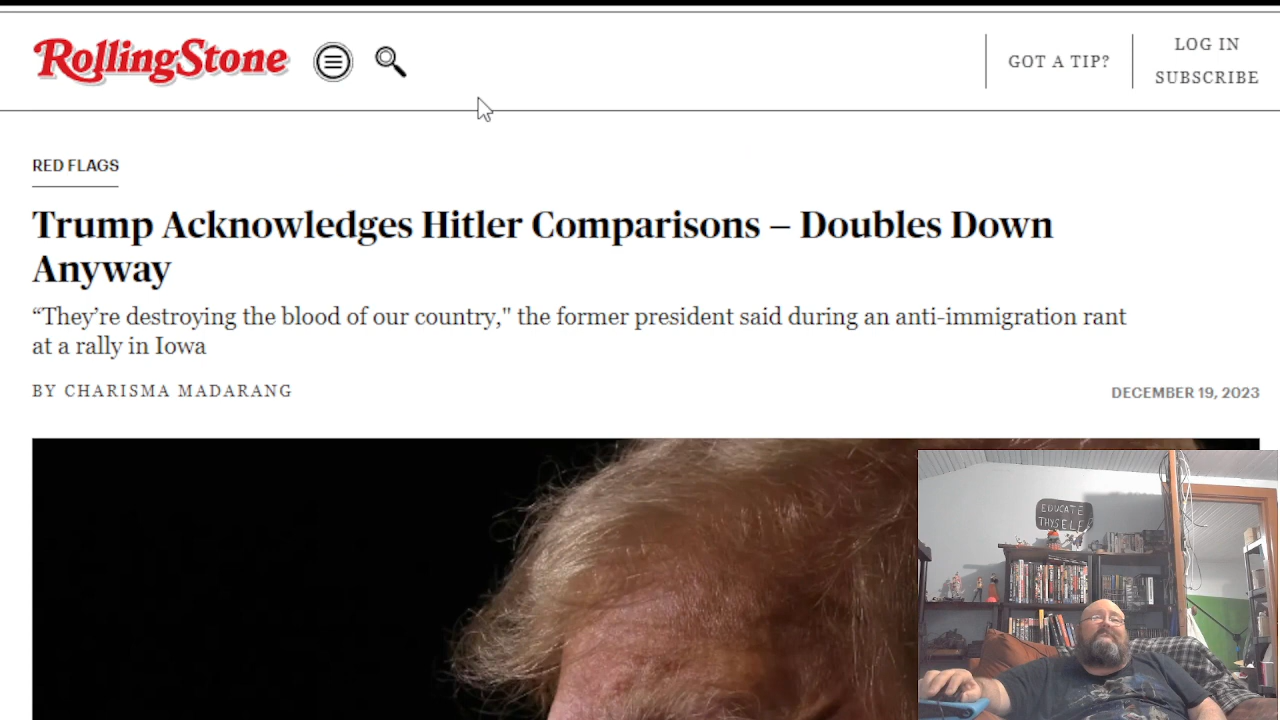 RollingStone
GOT A TIP?
LOG IN
SUBSCRIBE
RED FLAGS
Trump Acknowledges Hitler Comparisons – Doubles Down
Anyway
“They’re destroying the blood of our country," the former president said during an anti-immigration rant
at a rally in Iowa
BY CHARISMA MADARANG
DECEMBER 19, 2023
EDUCATE
THYSELF